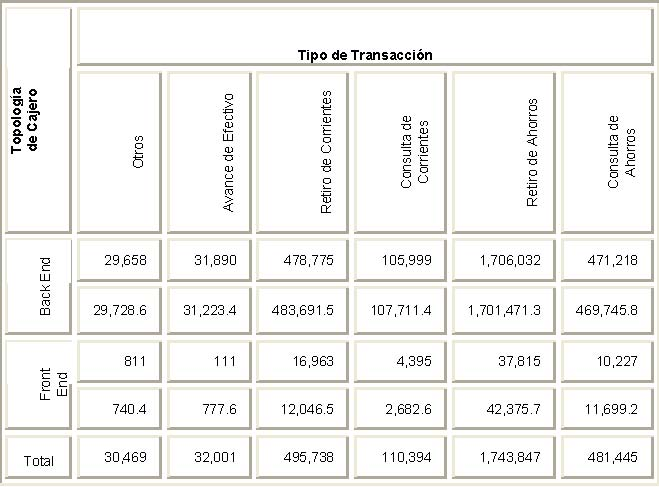 Topología de Cajero
Tipo de Transacción
Otros
Avance de Efectivo
Retiro de Corrientes
Consulta de Corrientes
Retiro de Ahorros
Consulta de Ahorros
Back End
29,658 31,890 478,775 105,999 1,706,032 471,218
29,728.6 31,223.4 483,691.5 107,711.4 1,701,471.3 469,745.8
Front End
811 111 16,963 4,395 37,815 10,227
740.4 777.6 12,046.5 2,682.6 42,375.7 11,699.2
Total 30,469 32,001 495,738 110,394 1,743,847 481,445